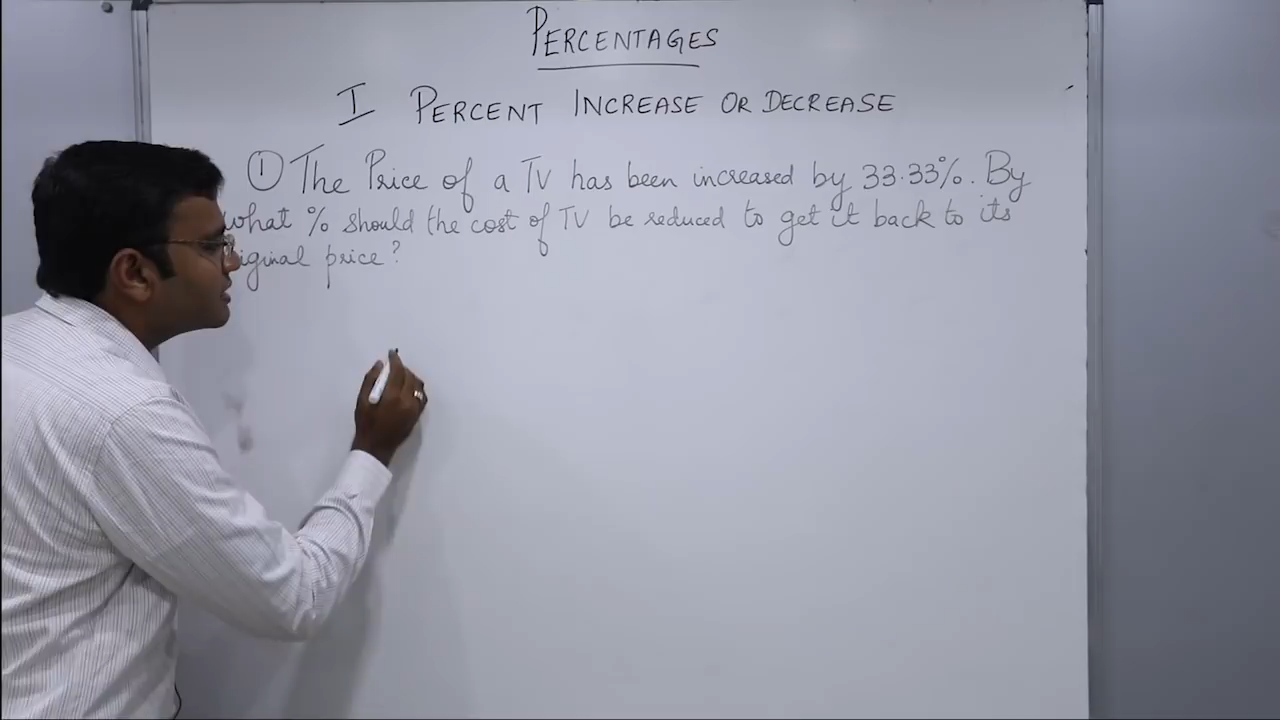 PERCENTAGES
I PERCENT INCREASE OR DECREASE
① The Price of a TV has been increased by 33.33%. By
what % should the cost of TV be reduced to get it back to its
price?